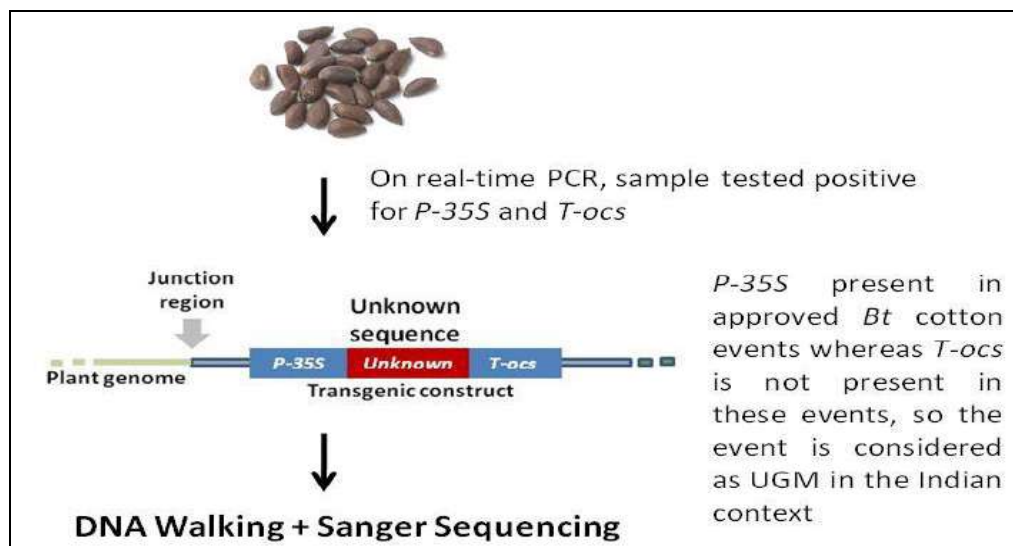 On real-time PCR, sample tested positive
for P-35S and T-ocs
Junction
region
Unknown
sequence
P-35S Unknown T-ocs
Plant genome
Transgenic construct
P-35S present in
approved Bt cotton
events whereas T-ocs
is not present in
these events, so the
event is considered
as UGM in the Indian
context
DNA Walking + Sanger Sequencing